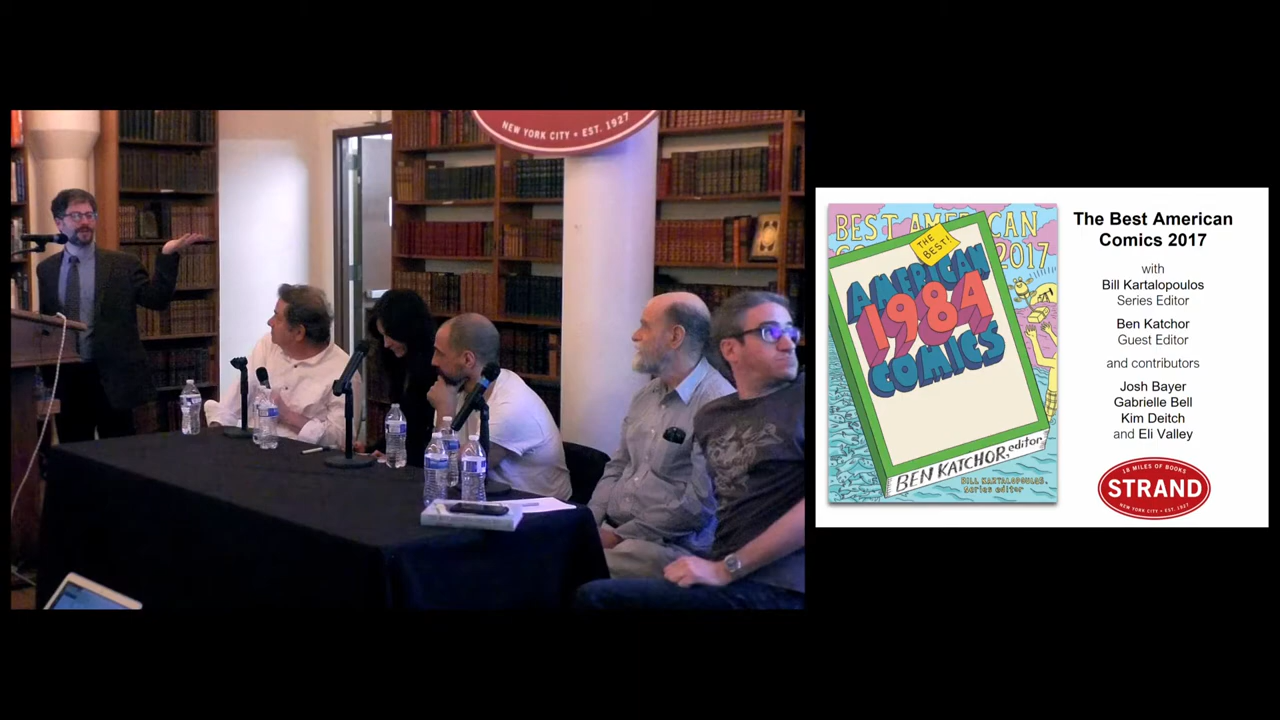 NEW YORK CITY • EST. 1927
BEST AMERICAN
2017
THE
BEST!
AMERICAN
1984
COMICS
BEN KATCHOR, editor
BILL KARTALOPOULOS,
series editor
The Best American
Comics 2017
with
Bill Kartalopoulos
Series Editor
Ben Katchor
Guest Editor
and contributors
Josh Bayer
Gabrielle Bell
Kim Deitch
and Eli Valley
18 MILES OF BOOKS
STRAND
NEW YORK CITY • EST. 1927